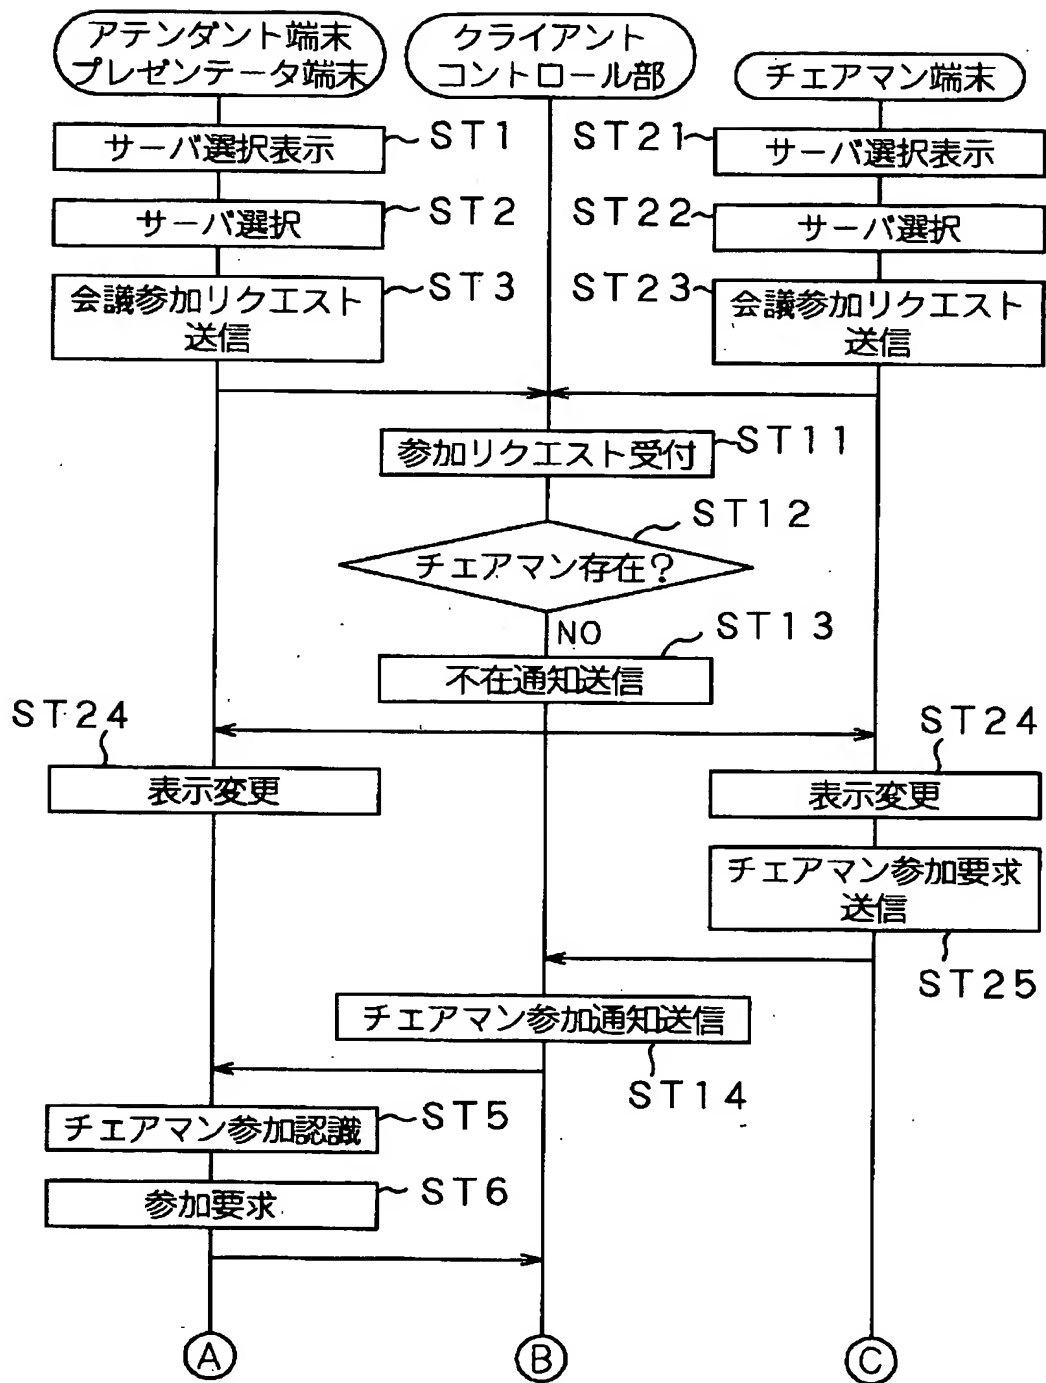 アテンダント端末
プレゼンテータ端末
クライアント
コントロール部
チェアマン端末
サーバ選択表示
ST1
ST21
サーバ選択表示
サーバ選択
ST2
ST22
サーバ選択
会議参加リクエスト
送信
ST3
ST23
会議参加リクエスト
送信
参加リクエスト受付
ST11
ST12
チェアマン存在?
NO
ST13
不在通知送信
ST24
表示変更
ST24
表示変更
チェアマン参加要求
送信
ST25
チェアマン参加通知送信
ST14
チェアマン参加認識
ST5
参加要求
ST6
A
B
C